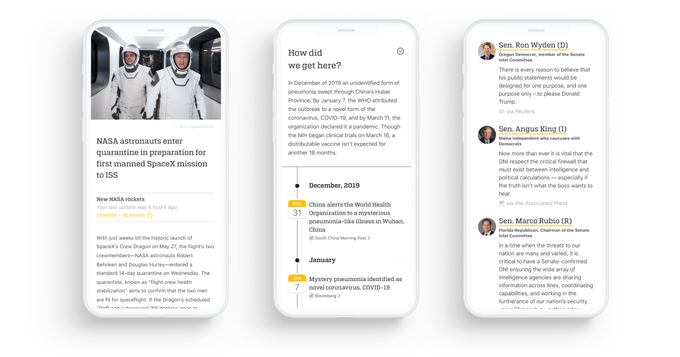 NASA astronauts enter
quarantine in preparation for
first manned SpaceX mission
to ISS
New NASA rockets
Your last update was 4 hours ago
Timeline – 16 events
With just weeks till the historic launch of
SpaceX's Crew Dragon on May 27, the flight's two
crewmembers—NASA astronauts Robert
Behnken and Douglas Hurley—entered a
standard 14-day quarantine on Wednesday. The
quarantine, known as "flight crew health
stabilization" aims to confirm that the two men
are fit for spaceflight. If the Dragon's scheduled
How did
we get here?
In December of 2019 an unidentified form of
pneumonia swept through China's Hubei
Province. By January 7, the WHO attributed
the outbreak to a novel form of the
coronavirus, COVID-19, and by March 11, the
organization declared it a pandemic. Though
the NIH began clinical trials on March 16, a
distributable vaccine isn't expected for
another 18 months.
December, 2019
DEC
31
China alerts the World Health
Organization to a mysterious
pneumonia-like illness in Wuhan,
China
South China Morning Post
January
JAN
7
Mystery pneumonia identified as
novel coronavirus, COVID-19
Bloomberg
Sen. Ron Wyden (D)
Oregon Democrat, member of the Senate
Intel Committee
There is every reason to believe that
his public statements would be
designed for one purpose, and one
purpose only – to please Donald
Trump.
via Reuters
Sen. Angus King (I)
Maine independent who caucuses with
Democrats
Now more than ever it is vital that the
DNI respect the critical firewall that
must exist between intelligence and
political calculations — especially if
the truth isn't what the boss wants to
hear.
AP via the Associated Press
Sen. Marco Rubio (R)
Florida Republican, Chairman of the Senate
Intel Committee
In a time when the threats to our
nation are many and varied, it is
critical to have a Senate-confirmed
DNI ensuring the wide array of
intelligence agencies are sharing
information across lines, coordinating
capabilities, and working in the
furtherance of our nation's security